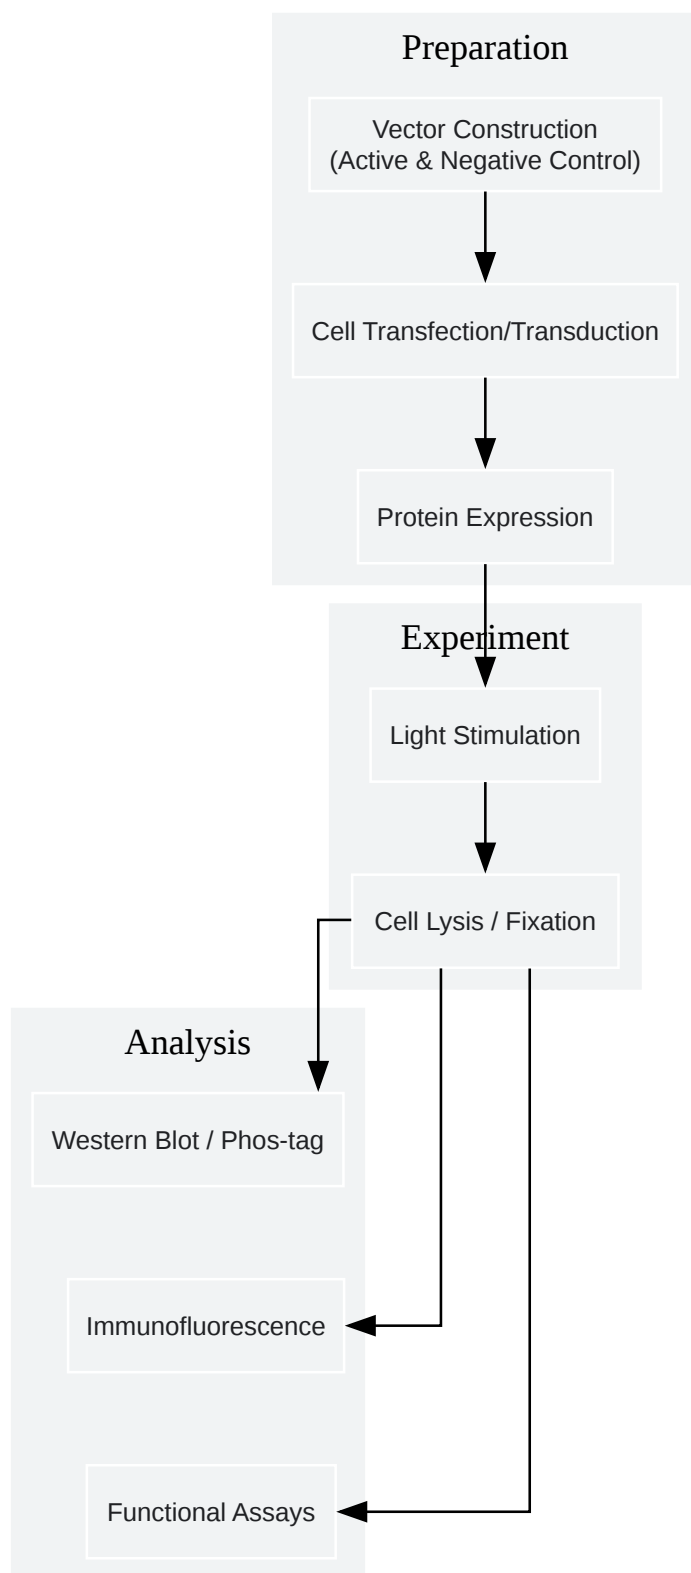 Preparation
Vector Construction
(Active & Negative Control)
Cell Transfection/Transduction
Protein Expression
Experiment
Light Stimulation
Cell Lysis / Fixation
Analysis
Western Blot / Phos-tag
Immunofluorescence
Functional Assays